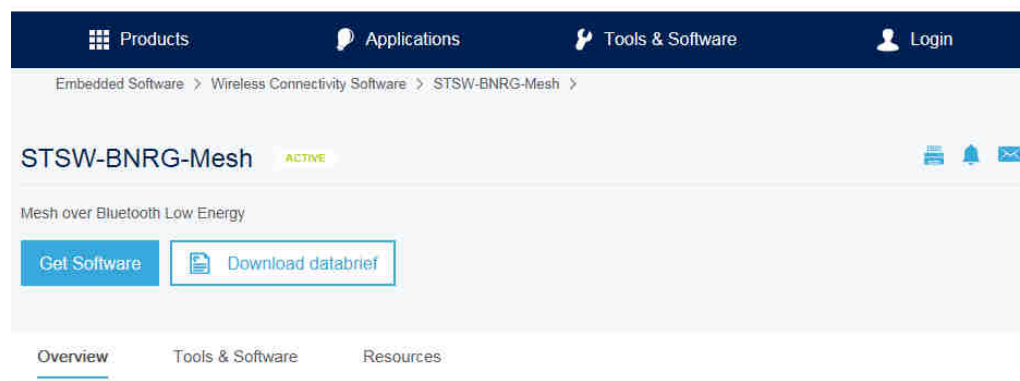 Products Applications Tools & Software Login
Embedded Software > Wireless Connectivity Software > STSW-BNRG-Mesh >
STSW-BNRG-Mesh ACTIVE
Mesh over Bluetooth Low Energy
Get Software Download databrief
Overview Tools & Software Resources